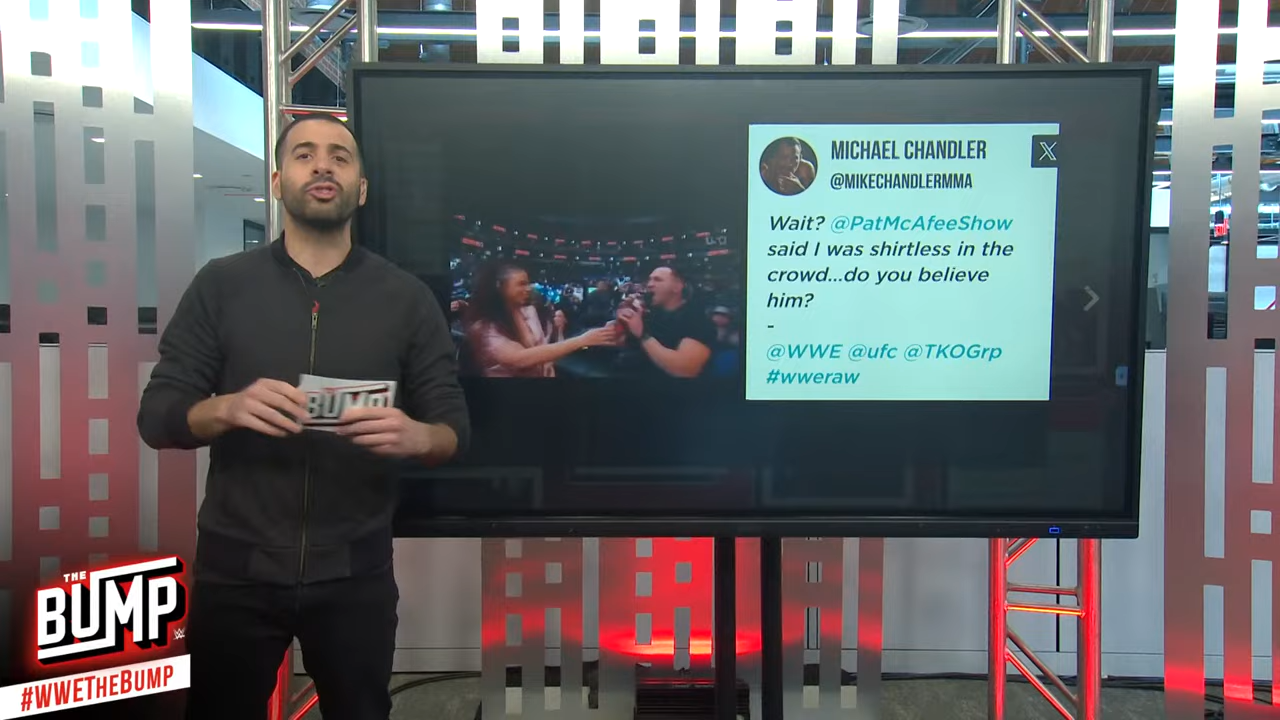 MICHAEL CHANDLER
@MIKECHANDLERMMA
X
Wait? @PatMcAfeeShow
said I was shirtless in the
crowd...do you believe
him?
-
@WWE @ufc @TKOGrp
#wweraw
BUMP
THE
BUMP
#WWETHEBUMP